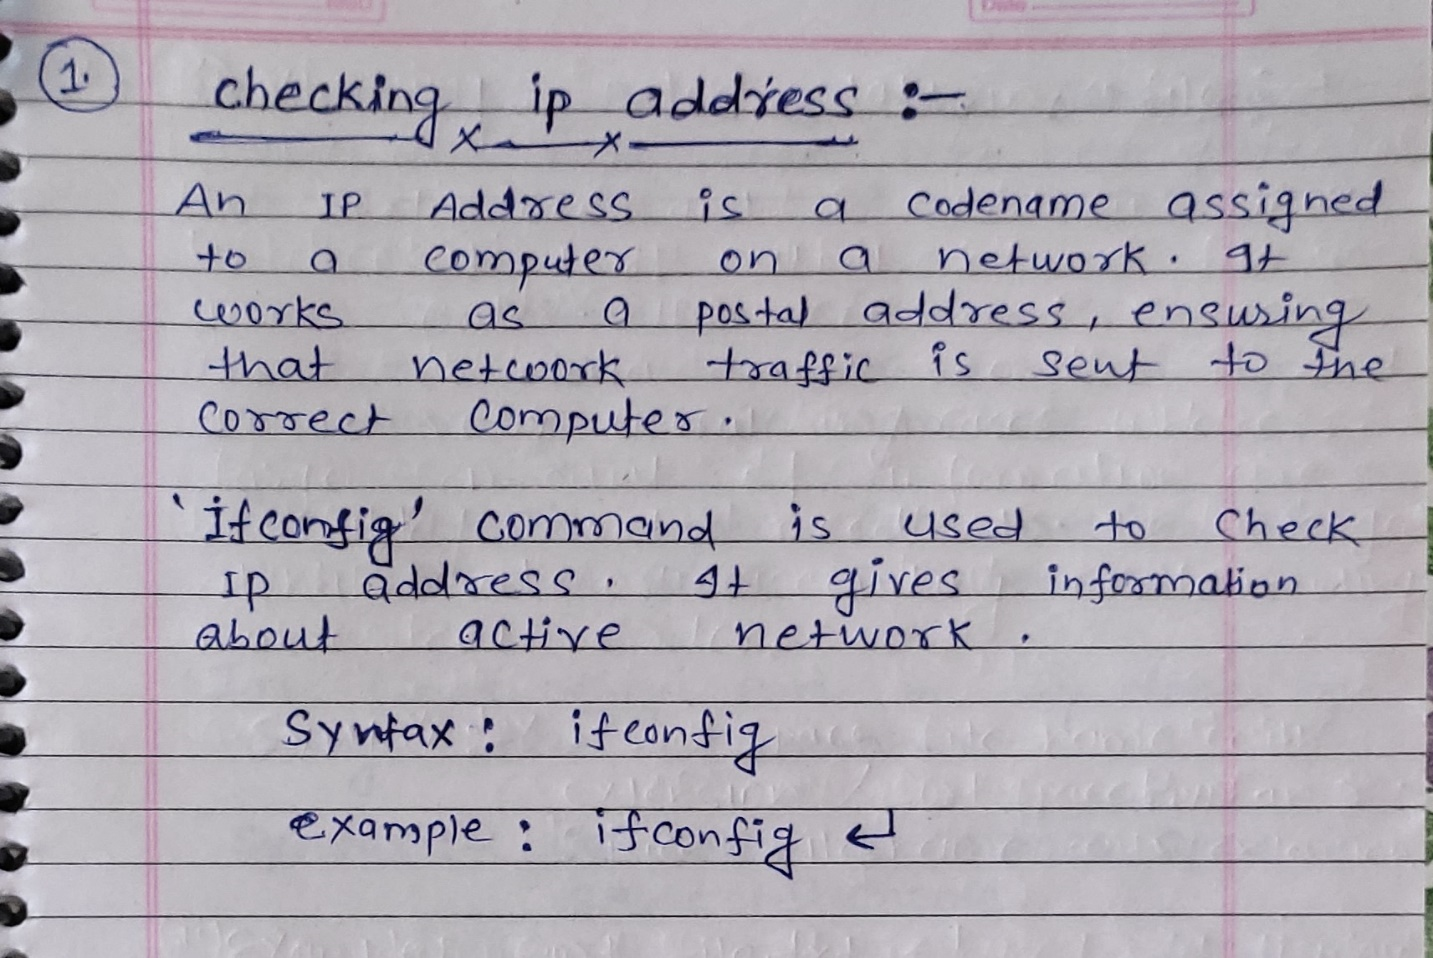 Date
1. checking ip address :-
An IP Address is a codename assigned
to a computer on a network. It
works as a postal address, ensuring
that network traffic is sent to the
correct computer.
'Ifconfig' command is used to check
IP address. It gives information
about active network.
Syntax: ifconfig
example: ifconfig ↵